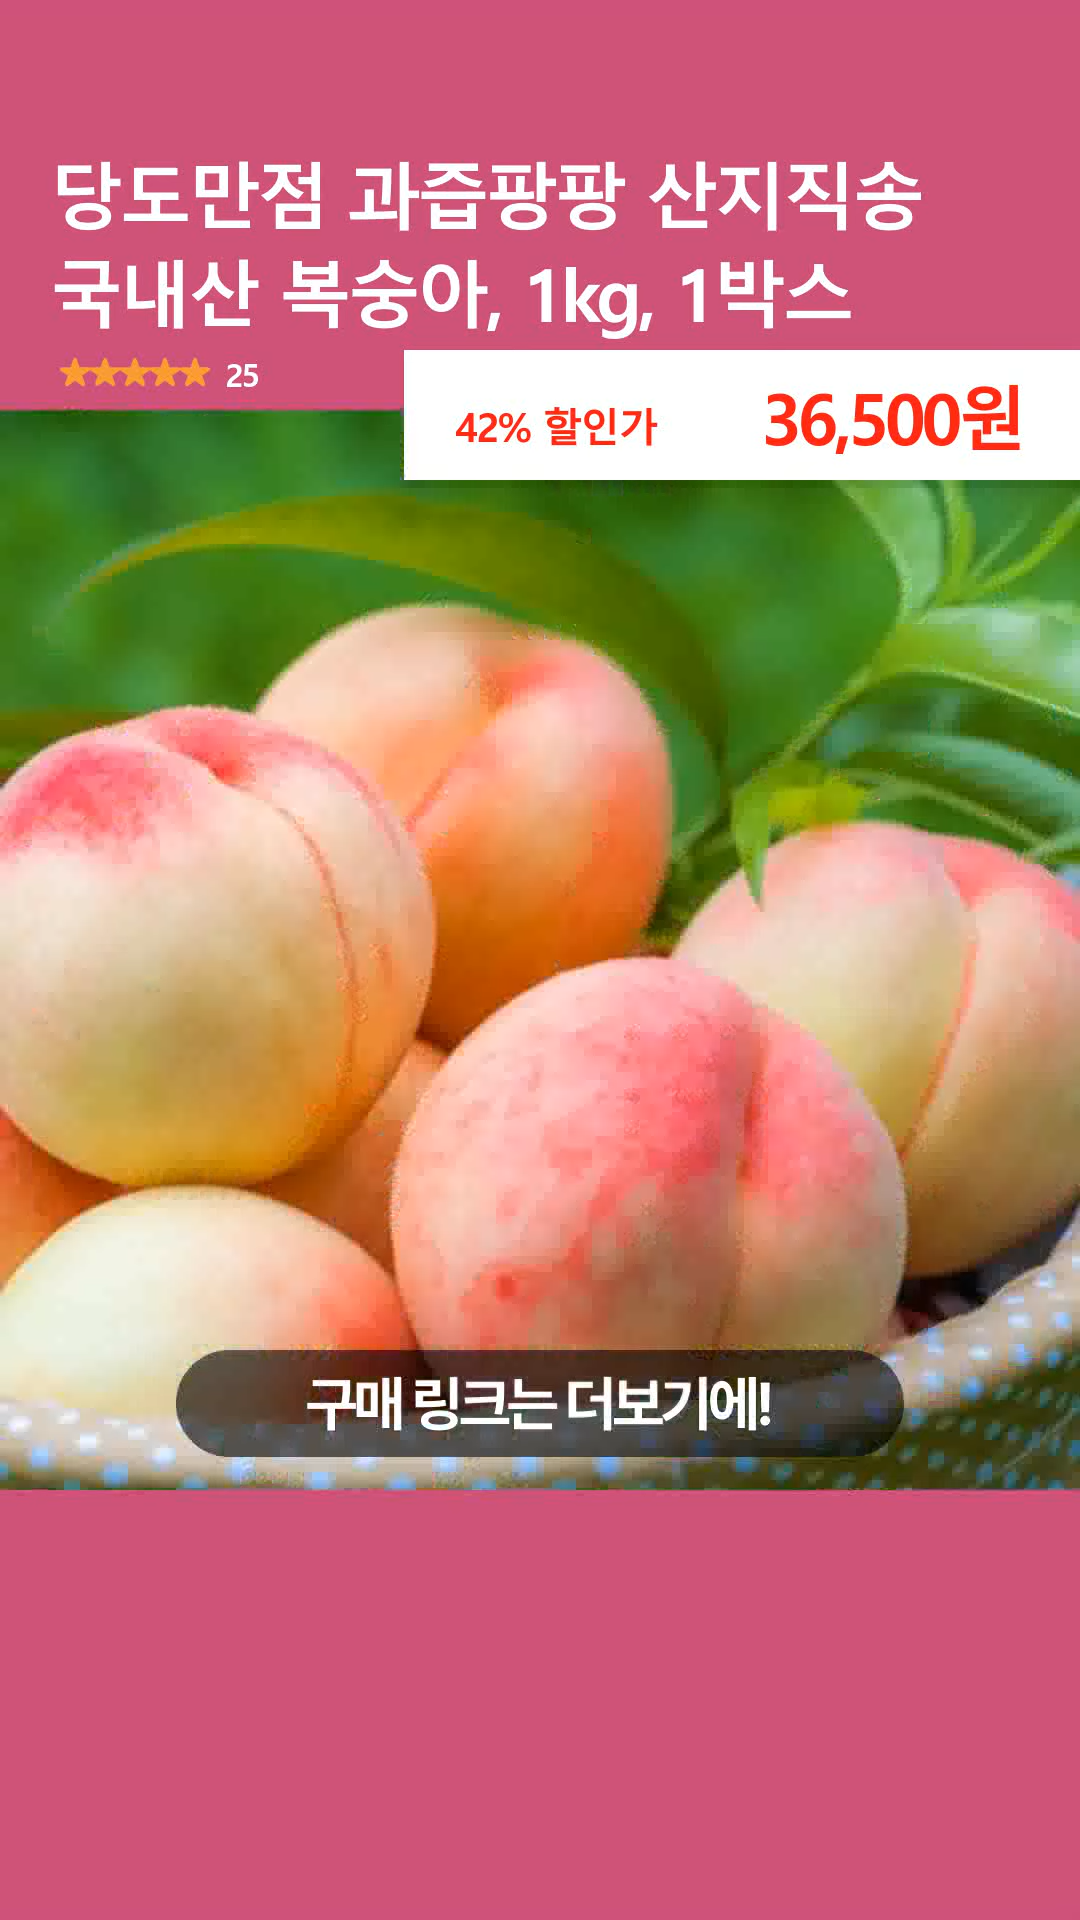 당도만점 과즙팡팡 산지직송
국내산 복숭아, 1kg, 1박스
★★★★★ 25
42% 할인가 36,500원
구매 링크는 더보기에!